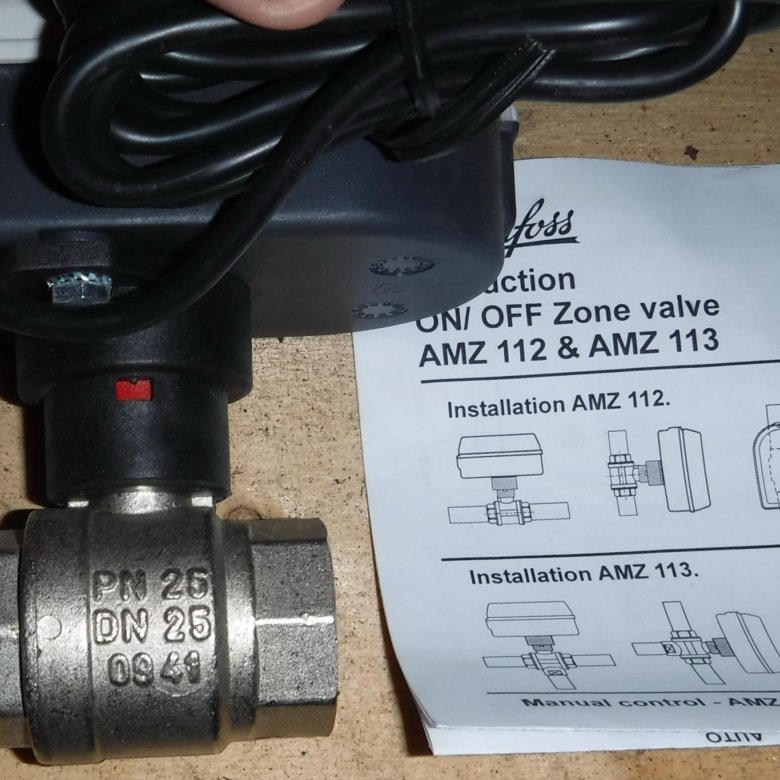 foss
uction
ON/ OFF Zone valve
AMZ 112 & AMZ 113
Installation AMZ 112.
Installation AMZ 113.
Manual control - AMZ
AUTO
PN 25
DN 25
0941